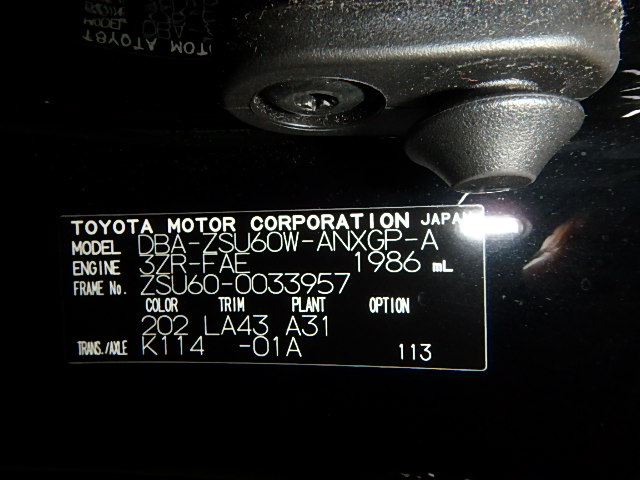 TOYOTA MOTOR CORPORATION JAPAN
MODEL DBA-ZSU60W-ANXGP-A
ENGINE 3ZR-FAE 1986 mL
FRAME No. ZSU60-0033957
COLOR TRIM PLANT OPTION
202 LA43 A31
TRANS./AXLE K114 -01A 113